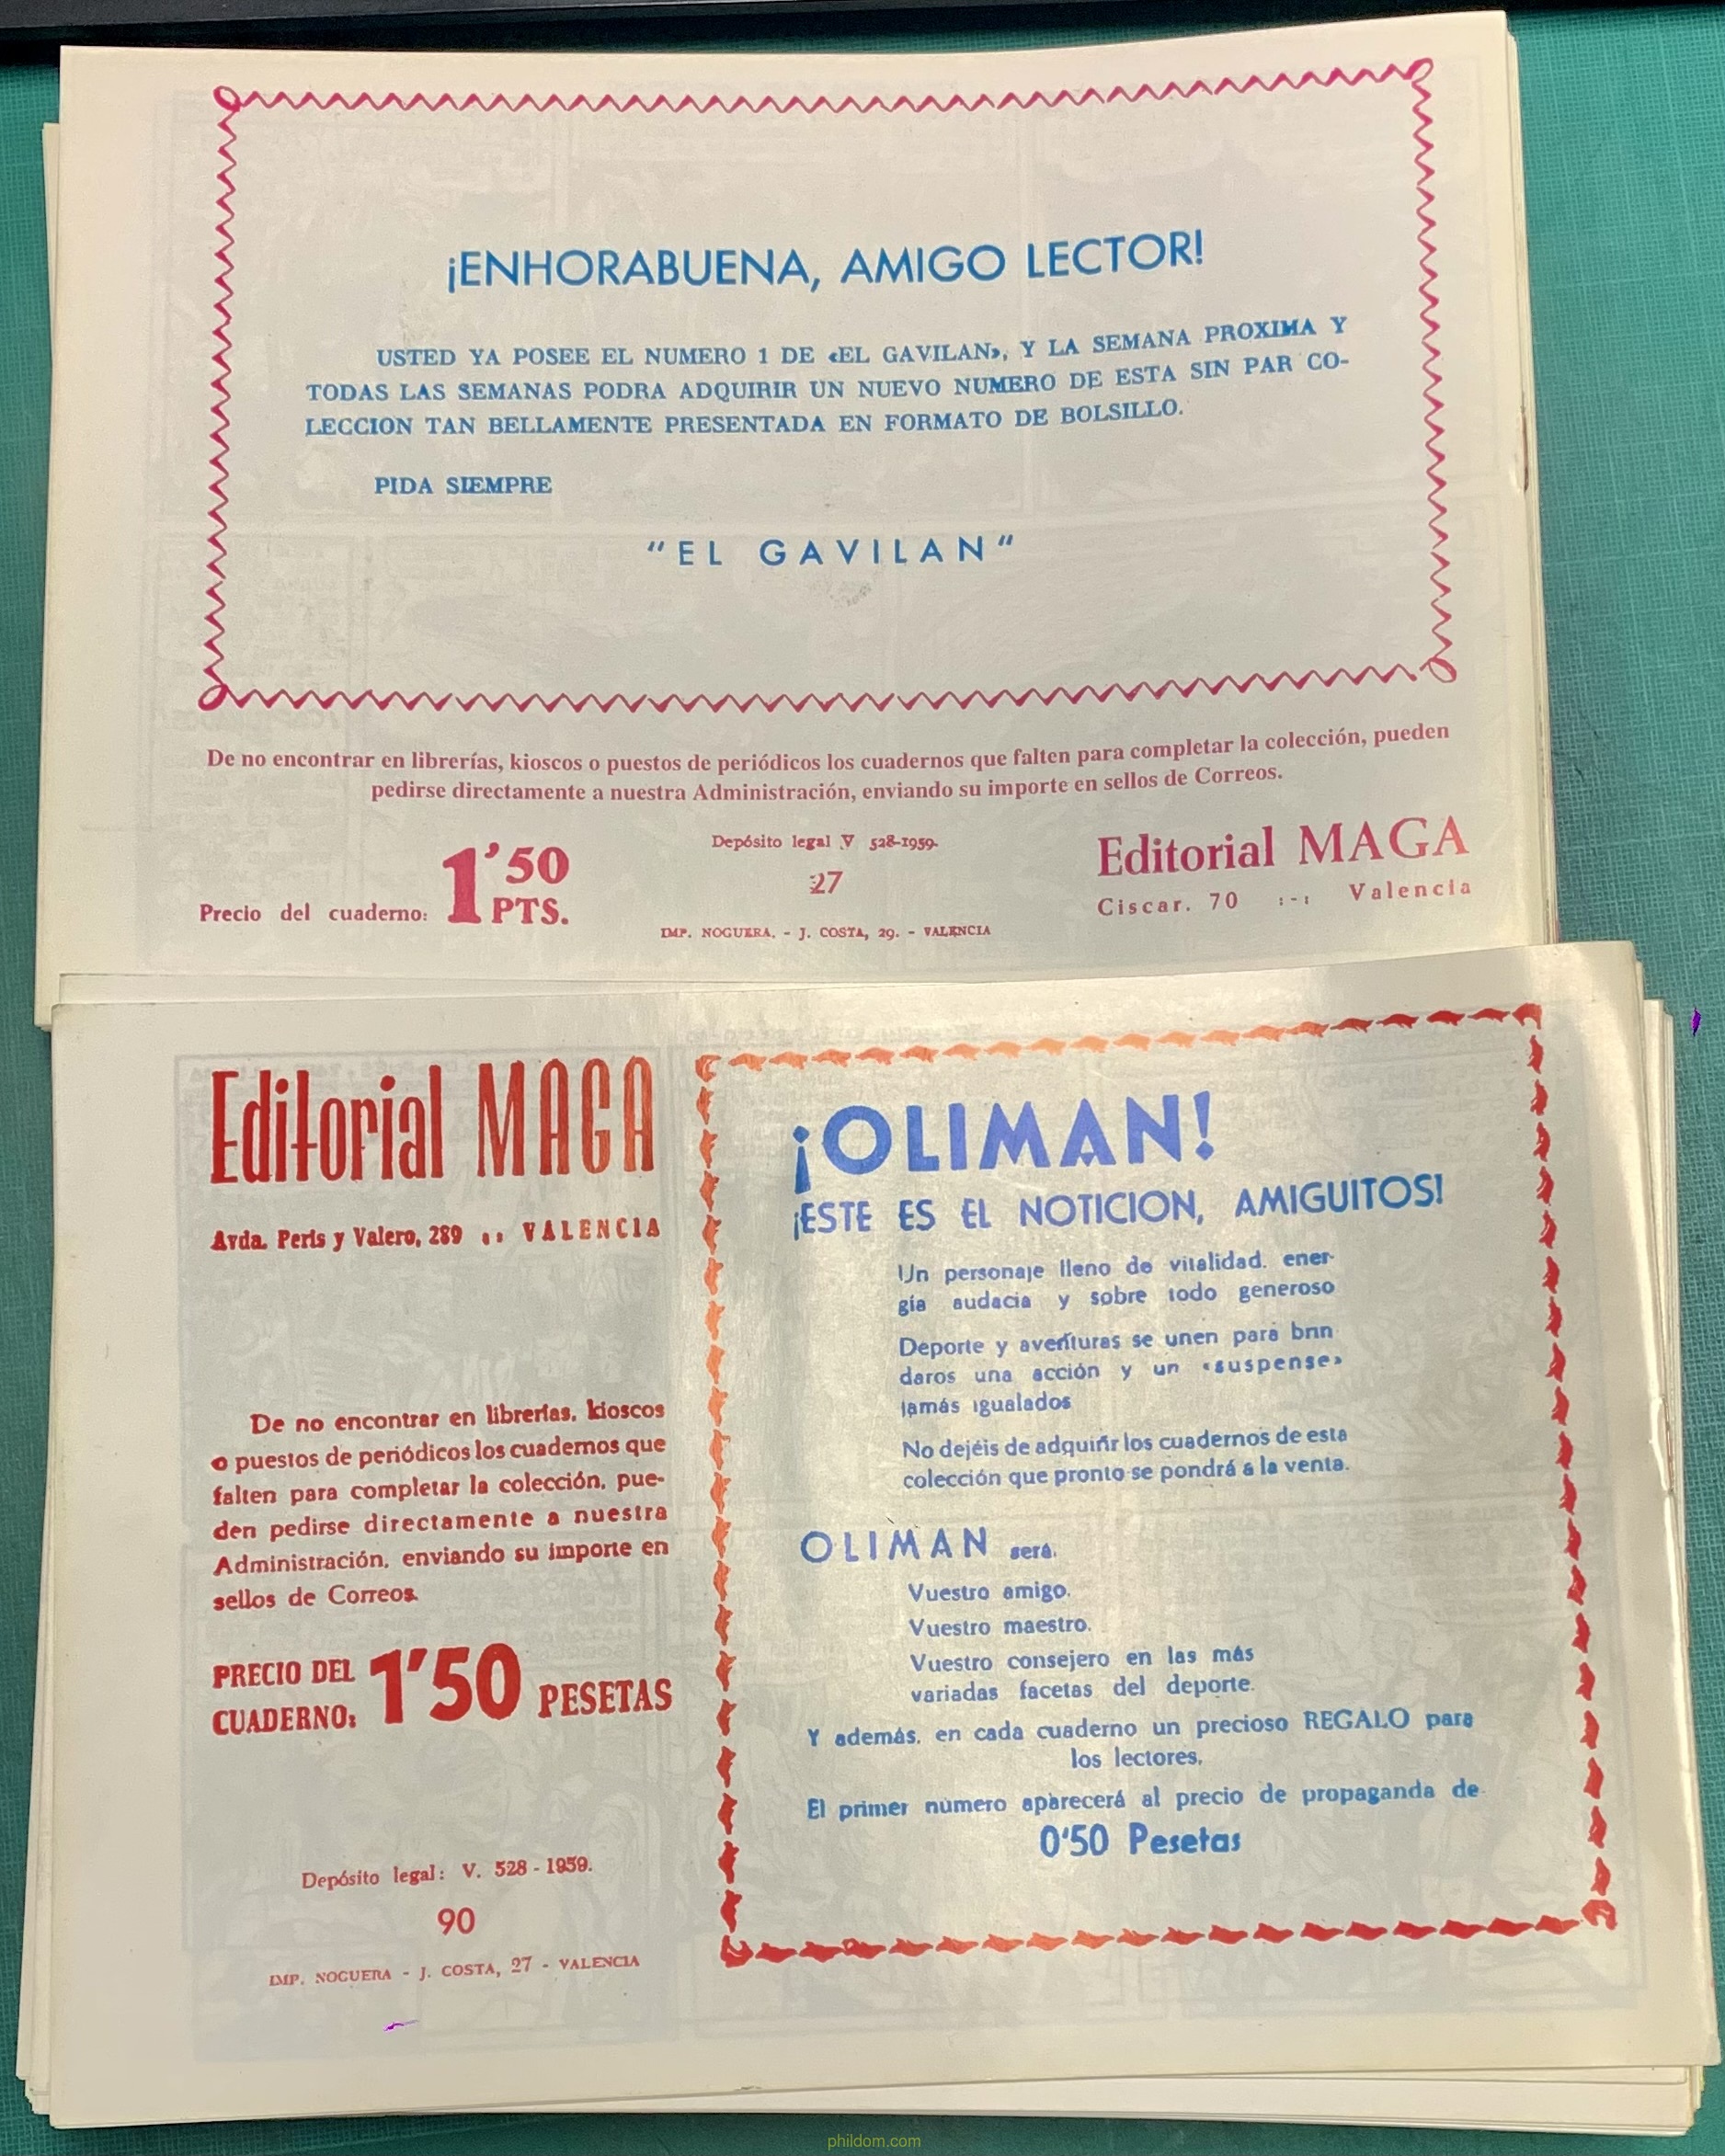 ¡ENHORABUENA, AMIGO LECTOR!
USTED YA POSEE EL NUMERO 1 DE «EL GAVILAN», Y LA SEMANA PROXIMA Y
TODAS LAS SEMANAS PODRA ADQUIRIR UN NUEVO NUMERO DE ESTA SIN PAR CO-
LECCION TAN BELLAMENTE PRESENTADA EN FORMATO DE BOLSILLO.
PIDA SIEMPRE
"EL GAVILAN"
De no encontrar en librerías, kioscos o puestos de periódicos los cuadernos que falten para completar la colección, pueden
pedirse directamente a nuestra Administración, enviando su importe en sellos de Correos.
Precio del cuaderno: 1'50 PTS.
Depósito legal V 528-1959.
27
IMP. NOGUERA. - J. COSTA, 29. - VALENCIA
Editorial MAGA
Ciscar. 70 :-: Valencia
Editorial MAGA
Avda. Peris y Valero, 289 :: VALENCIA
De no encontrar en librerías, kioscos
o puestos de periódicos los cuadernos que
falten para completar la colección, pue-
den pedirse directamente a nuestra
Administración, enviando su importe en
sellos de Correos.
PRECIO DEL
CUADERNO: 1'50 PESETAS
Depósito legal: V. 528 - 1959.
90
IMP. NOGUERA - J. COSTA, 27 - VALENCIA
¡OLIMAN!
¡ESTE ES EL NOTICION, AMIGUITOS!
Un personaje lleno de vitalidad. ener-
gía audacia y sobre todo generoso
Deporte y aventuras se unen para brin
daros una acción y un «suspense»
jamás igualados
No dejéis de adquirir los cuadernos de esta
colección que pronto se pondrá a la venta.
OLIMAN será.
Vuestro amigo.
Vuestro maestro.
Vuestro consejero en las más
variadas facetas del deporte.
Y además, en cada cuaderno un precioso REGALO para
los lectores.
El primer número aparecerá al precio de propaganda de
0'50 Pesetas
phildom.com